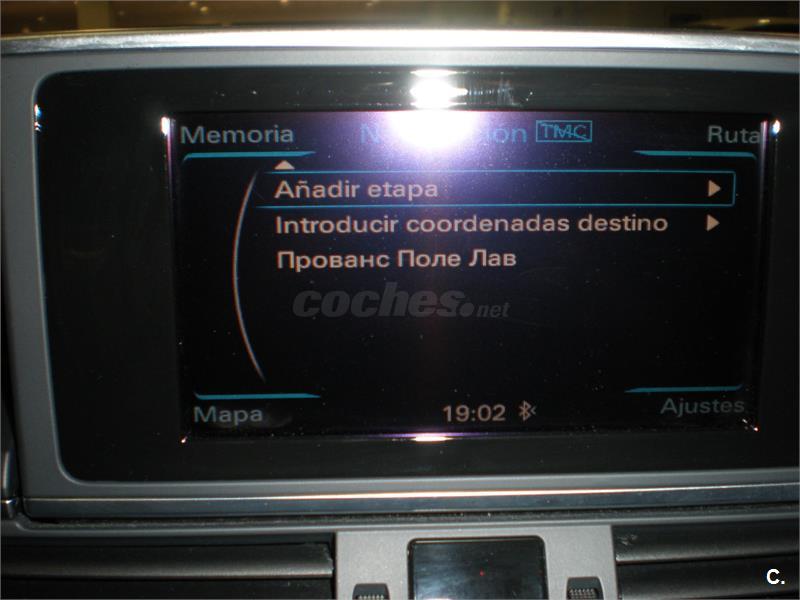 Memoria
TMC
Ruta
Añadir etapa
Introducir coordenadas destino
Прованс Поле Лав
coches.net
Mapa
19:02
Ajustes
C.